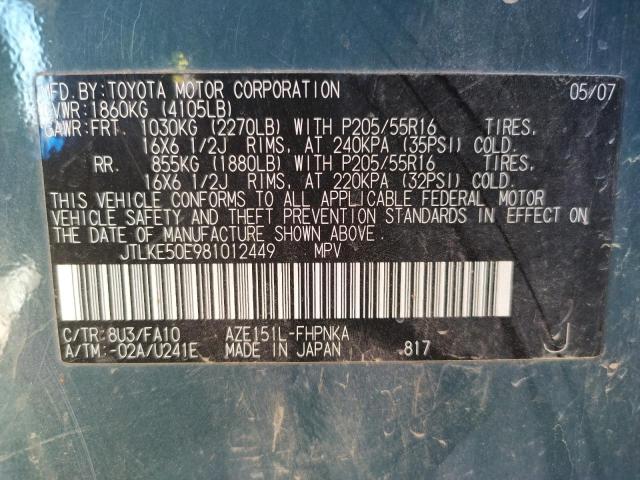 MFD.BY:TOYOTA MOTOR CORPORATION 05/07
GVWR:1860KG (4105LB)
GAWR:FRT. 1030KG (2270LB) WITH P205/55R16 TIRES,
16X6 1/2J RIMS, AT 240KPA (35PSI) COLD.
RR. 855KG (1880LB) WITH P205/55R16 TIRES,
16X6 1/2J RIMS, AT 220KPA (32PSI) COLD.
THIS VEHICLE CONFORMS TO ALL APPLICABLE FEDERAL MOTOR
VEHICLE SAFETY AND THEFT PREVENTION STANDARDS IN EFFECT ON
THE DATE OF MANUFACTURE SHOWN ABOVE.
JTLKE50E981012449 MPV
C/TR:8U3/FA10 AZE151L-FHPNKA
A/TM:-02A/U241E MADE IN JAPAN 817 J